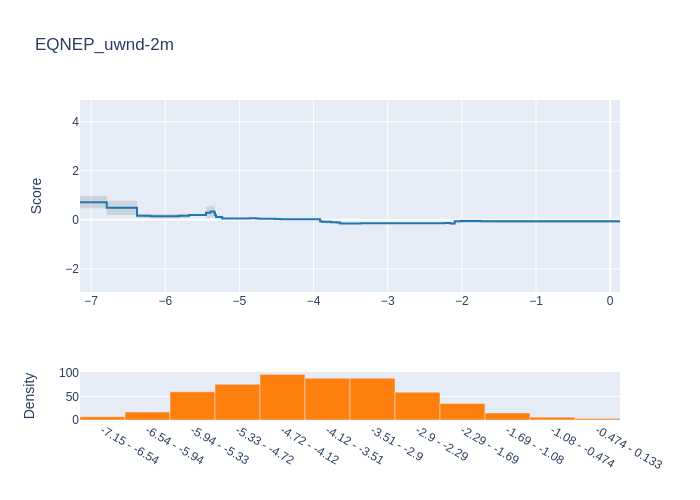 EQNEP_uwnd-2m
Score
4
2
0
−2
−7 −6 −5 −4 −3 −2 −1 0
Density
100
50
0
-7.15 - -6.54
-6.54 - -5.94
-5.94 - -5.33
-5.33 - -4.72
-4.72 - -4.12
-4.12 - -3.51
-3.51 - -2.9
-2.9 - -2.29
-2.29 - -1.69
-1.69 - -1.08
-1.08 - -0.474
-0.474 - 0.133